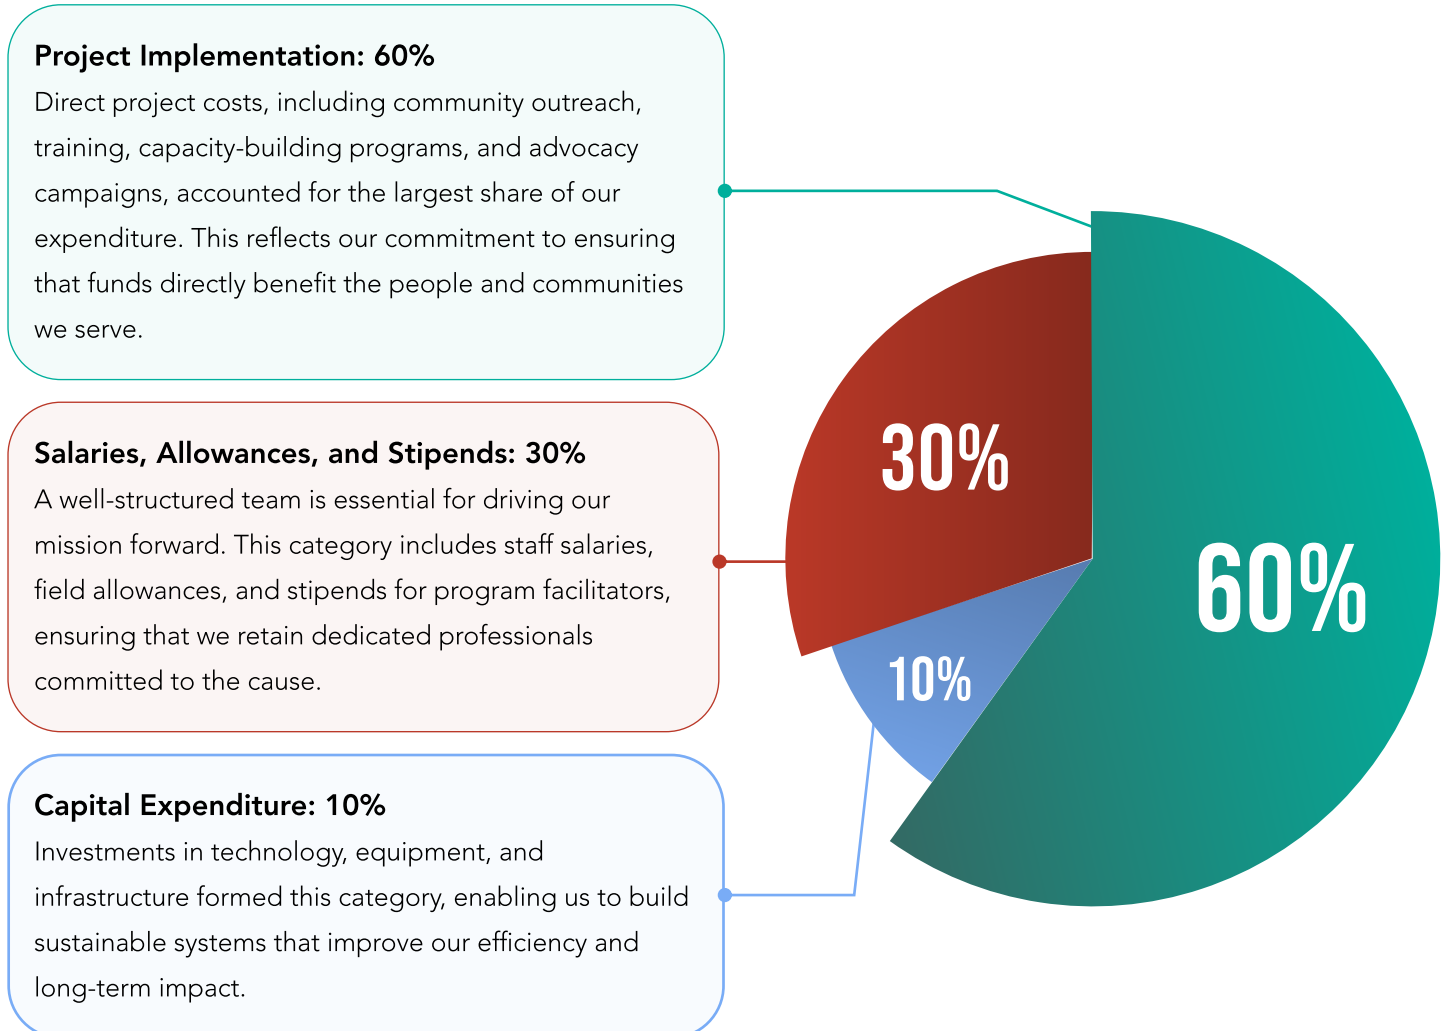 Project Implementation: 60%
Direct project costs, including community outreach,
training, capacity-building programs, and advocacy
campaigns, accounted for the largest share of our
expenditure. This reflects our commitment to ensuring
that funds directly benefit the people and communities
we serve.
Salaries, Allowances, and Stipends: 30%
A well-structured team is essential for driving our
mission forward. This category includes staff salaries,
field allowances, and stipends for program facilitators,
ensuring that we retain dedicated professionals
committed to the cause.
Capital Expenditure: 10%
Investments in technology, equipment, and
infrastructure formed this category, enabling us to build
sustainable systems that improve our efficiency and
long-term impact.
30%
60%
10%